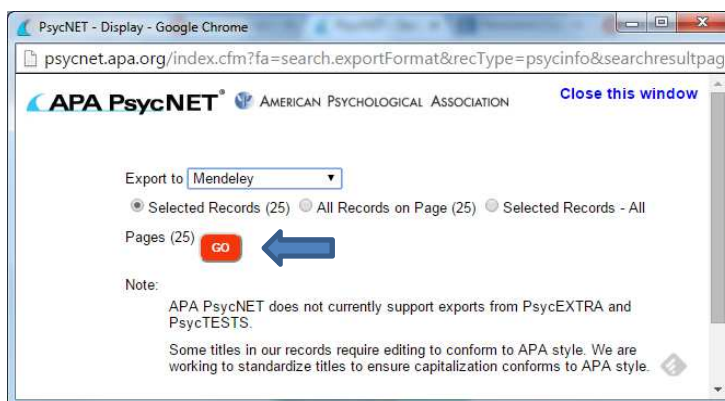 PsycNET - Display - Google Chrome
psycnet.apa.org/index.cfm?fa=search.exportFormat&recType=psycinfo&searchresultpag
APA PsycNET® AMERICAN PSYCHOLOGICAL ASSOCIATION
Close this window
Export to Mendeley
Selected Records (25) All Records on Page (25) Selected Records - All
Pages (25) GO
Note:
APA PsycNET does not currently support exports from PsycEXTRA and
PsycTESTS.
Some titles in our records require editing to conform to APA style. We are
working to standardize titles to ensure capitalization conforms to APA style.